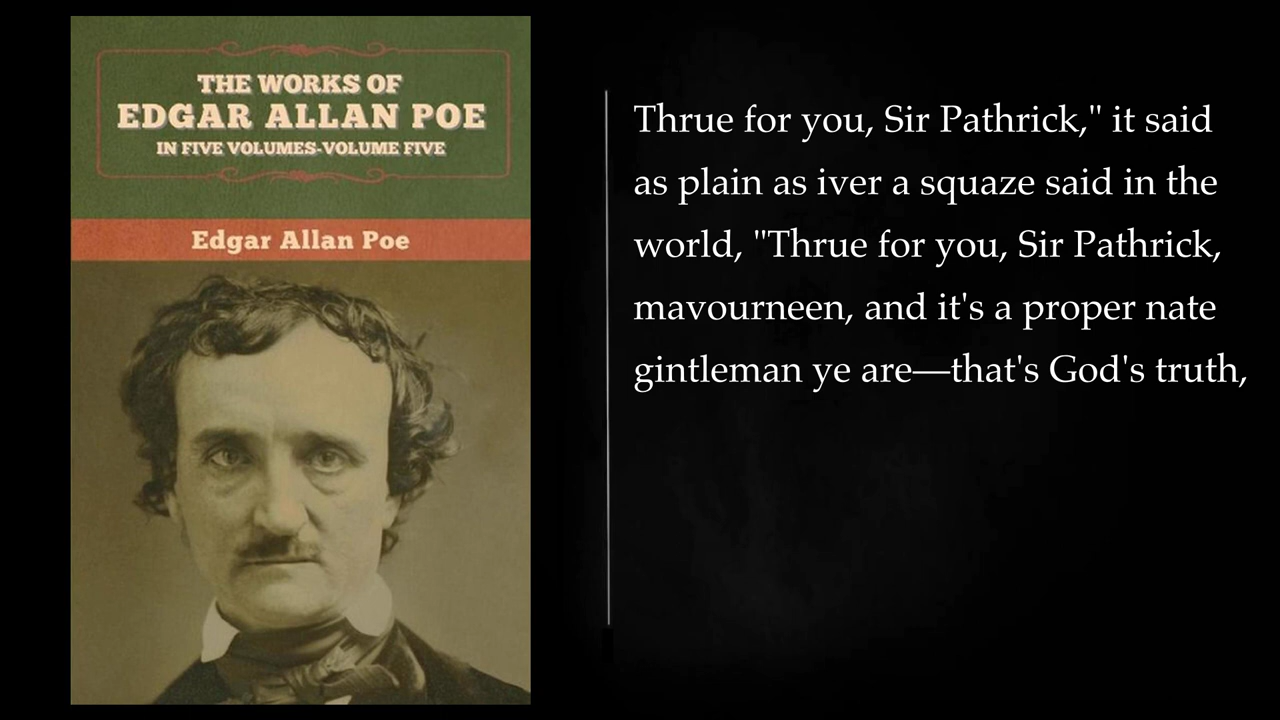 THE WORKS OF
EDGAR ALLAN POE
IN FIVE VOLUMES-VOLUME FIVE
Edgar Allan Poe
Thrue for you, Sir Pathrick," it said
as plain as iver a squaze said in the
world, "Thrue for you, Sir Pathrick,
mavourneen, and it's a proper nate
gintleman ye are—that's God's truth,